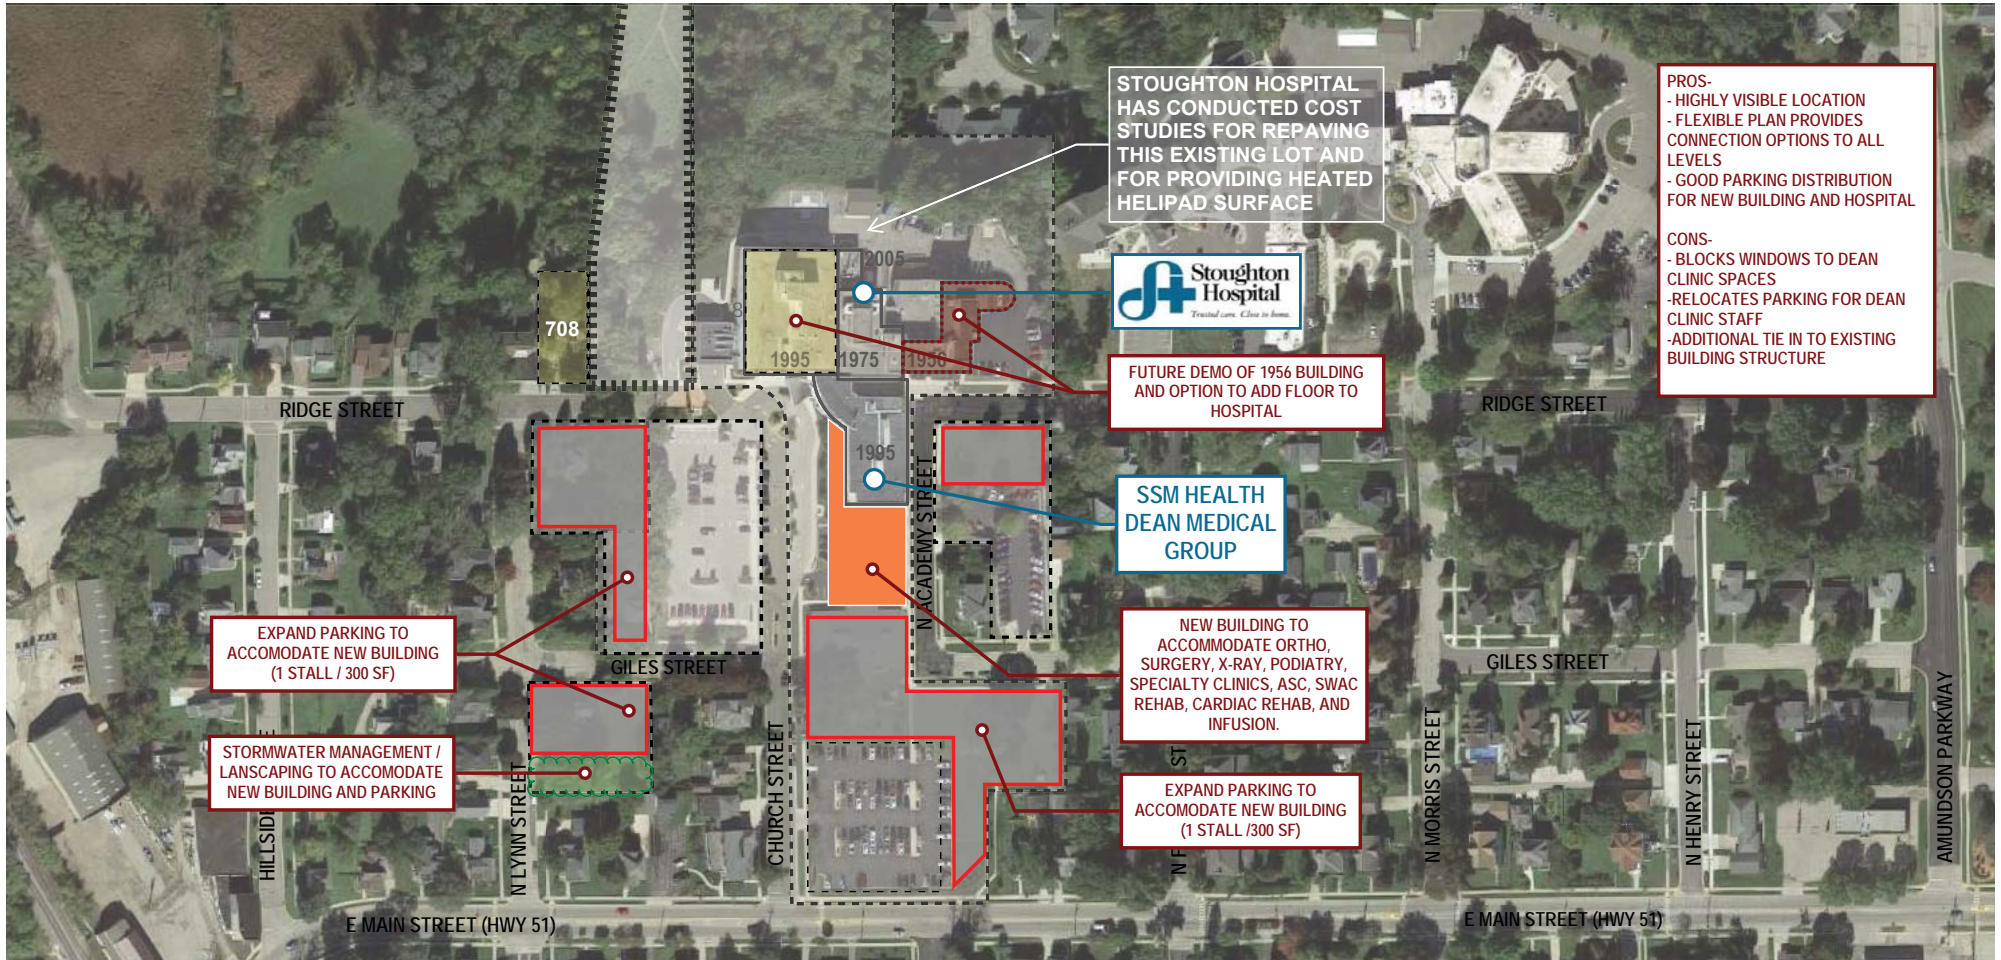 STOUGHTON HOSPITAL
HAS CONDUCTED COST
STUDIES FOR REPAVING
THIS EXISTING LOT AND
FOR PROVIDING HEATED
HELIPAD SURFACE
PROS-
- HIGHLY VISIBLE LOCATION
- FLEXIBLE PLAN PROVIDES
CONNECTION OPTIONS TO ALL
LEVELS
- GOOD PARKING DISTRIBUTION
FOR NEW BUILDING AND HOSPITAL
CONS-
- BLOCKS WINDOWS TO DEAN
CLINIC SPACES
-RELOCATES PARKING FOR DEAN
CLINIC STAFF
-ADDITIONAL TIE IN TO EXISTING
BUILDING STRUCTURE
2005
Stoughton
Hospital
Trusted care. Close to home.
708
8
1995
1975
1956
FUTURE DEMO OF 1956 BUILDING
AND OPTION TO ADD FLOOR TO
HOSPITAL
RIDGE STREET
RIDGE STREET
1995
SSM HEALTH
DEAN MEDICAL
GROUP
N ACADEMY STREET
EXPAND PARKING TO
ACCOMODATE NEW BUILDING
(1 STALL / 300 SF)
GILES STREET
NEW BUILDING TO
ACCOMMODATE ORTHO,
SURGERY, X-RAY, PODIATRY,
SPECIALTY CLINICS, ASC, SWAC
REHAB, CARDIAC REHAB, AND
INFUSION.
GILES STREET
STORMWATER MANAGEMENT /
LANSCAPING TO ACCOMODATE
NEW BUILDING AND PARKING
EXPAND PARKING TO
ACCOMODATE NEW BUILDING
(1 STALL /300 SF)
HILLSIDE
N LYNN STREET
CHURCH STREET
N F
ST
N MORRIS STREET
N HENRY STREET
AMUNDSON PARKWAY
E MAIN STREET (HWY 51)
E MAIN STREET (HWY 51)